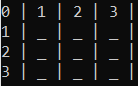 0 | 1 | 2 | 3 |
1 | _ | _ | _ |
2 | _ | _ | _ |
3 | _ | _ | _ |